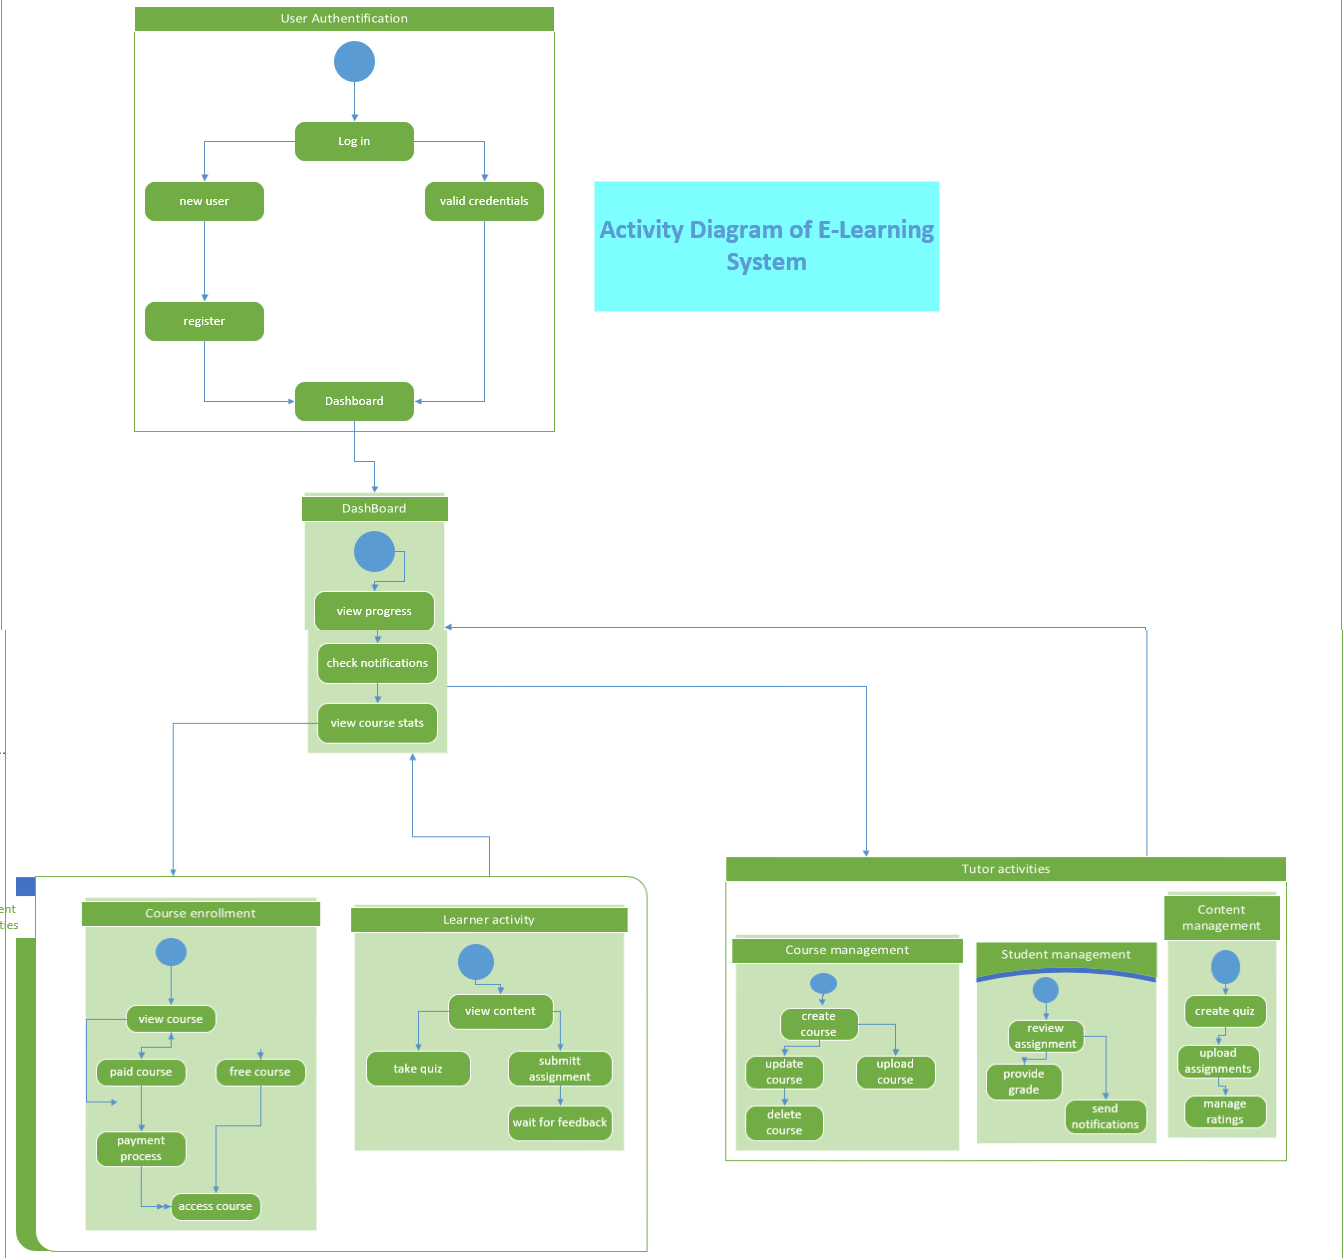 User Authentification
Log in
new user
valid credentials
Activity Diagram of E-Learning
System
register
Dashboard
DashBoard
view progress
check notifications
view course stats
Tutor activities
Course enrollment
view course
paid course
free course
payment
process
access course
Learner activity
view content
take quiz
submitt
assignment
wait for feedback
Course management
create
course
update
course
upload
course
delete
course
Student management
review
assignment
provide
grade
send
notifications
Content
management
create quiz
upload
assignments
manage
ratings